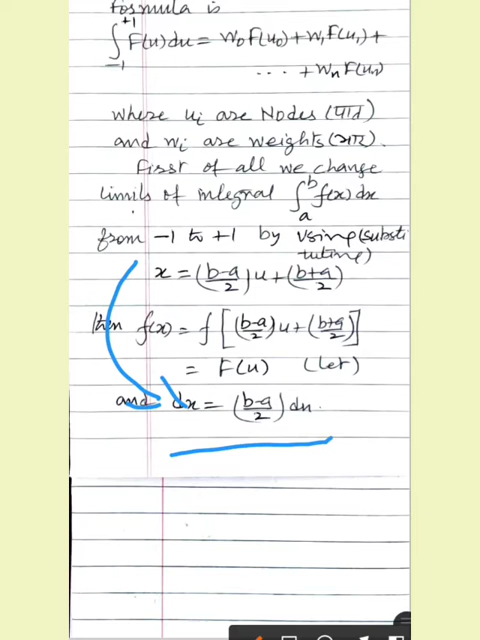 formula is
∫₋₁⁺¹ F(u)du = w₀F(u₀)+w₁F(u₁)+
... +wₙF(uₙ)
where ui are Nodes(पात)
and wi are weights(भार).
First of all we change
limits of integral ∫ₐᵇ f(x)dx
from -1 to +1 by using(substi
tuting)
x = ((b-a)/2)u+((b+a)/2)
then f(x) = f[((b-a)/2)u+((b+a)/2)]
= F(u) (let)
and dx = ((b-a)/2)du.